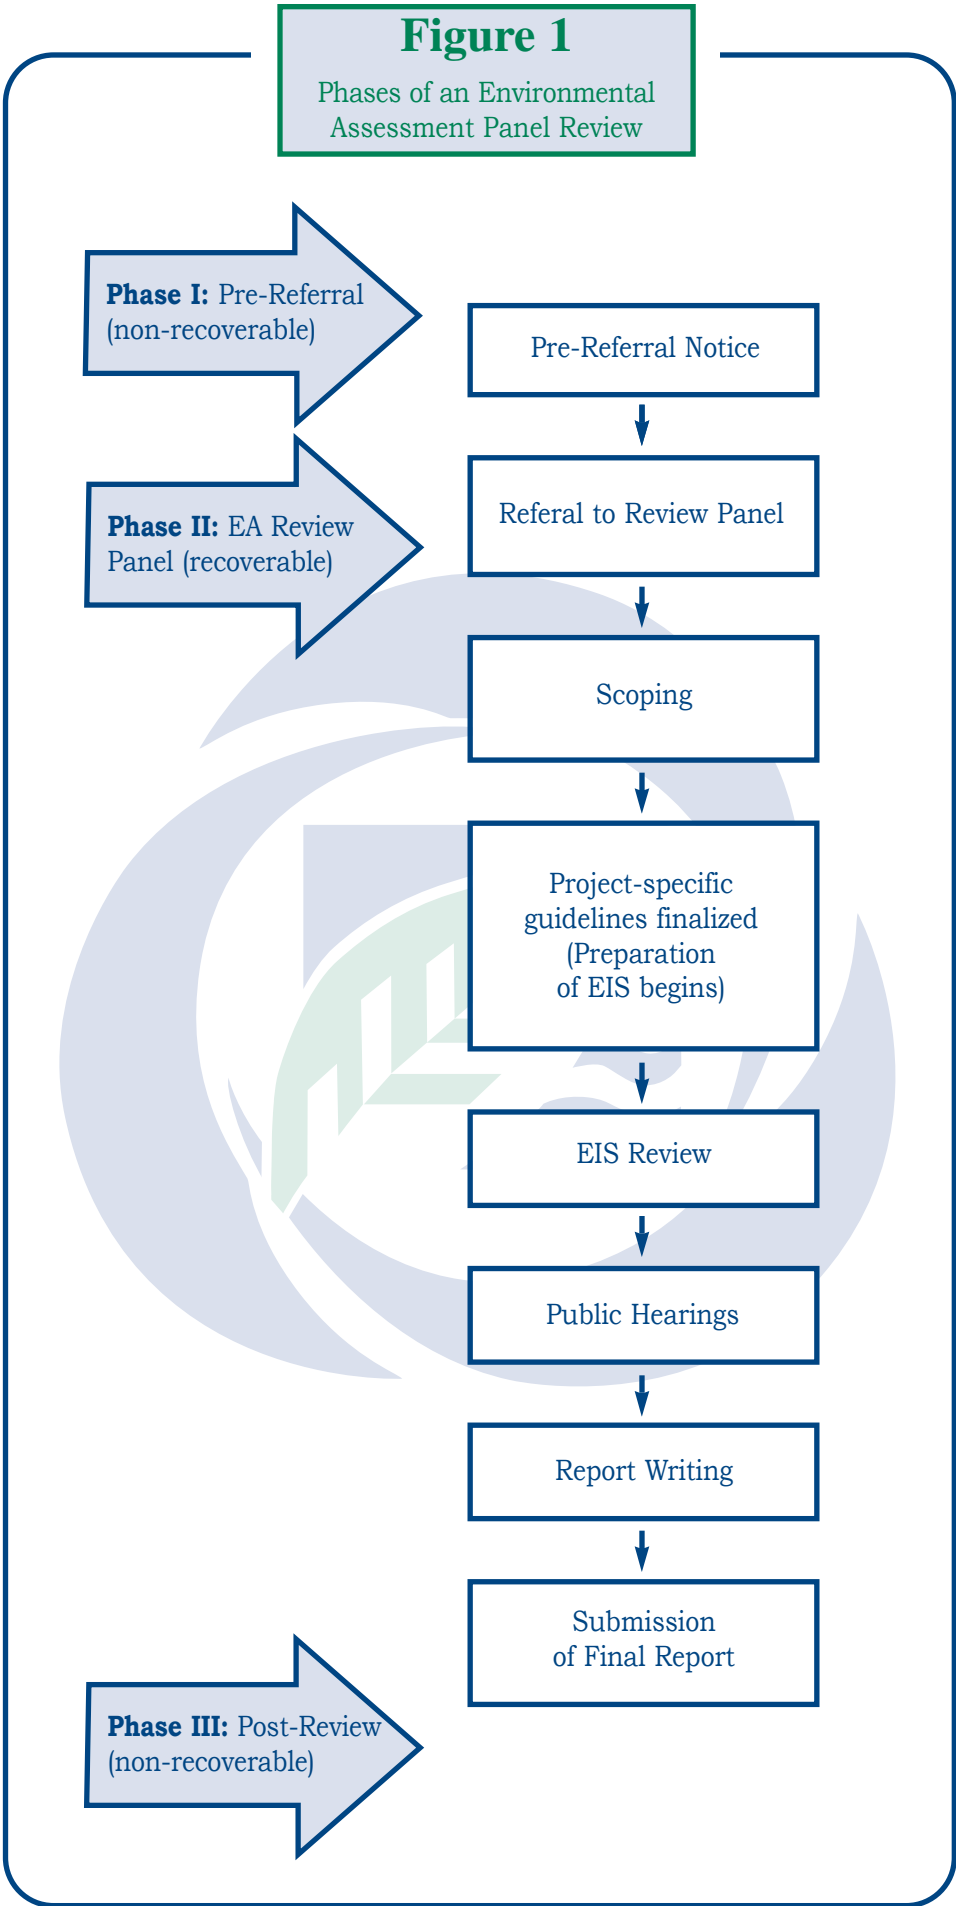 Figure 1
Phases of an Environmental
Assessment Panel Review
Phase I: Pre-Referral
(non-recoverable)
Pre-Referral Notice
Phase II: EA Review
Panel (recoverable)
Referal to Review Panel
Scoping
Project-specific
guidelines finalized
(Preparation
of EIS begins)
EIS Review
Public Hearings
Report Writing
Submission
of Final Report
Phase III: Post-Review
(non-recoverable)